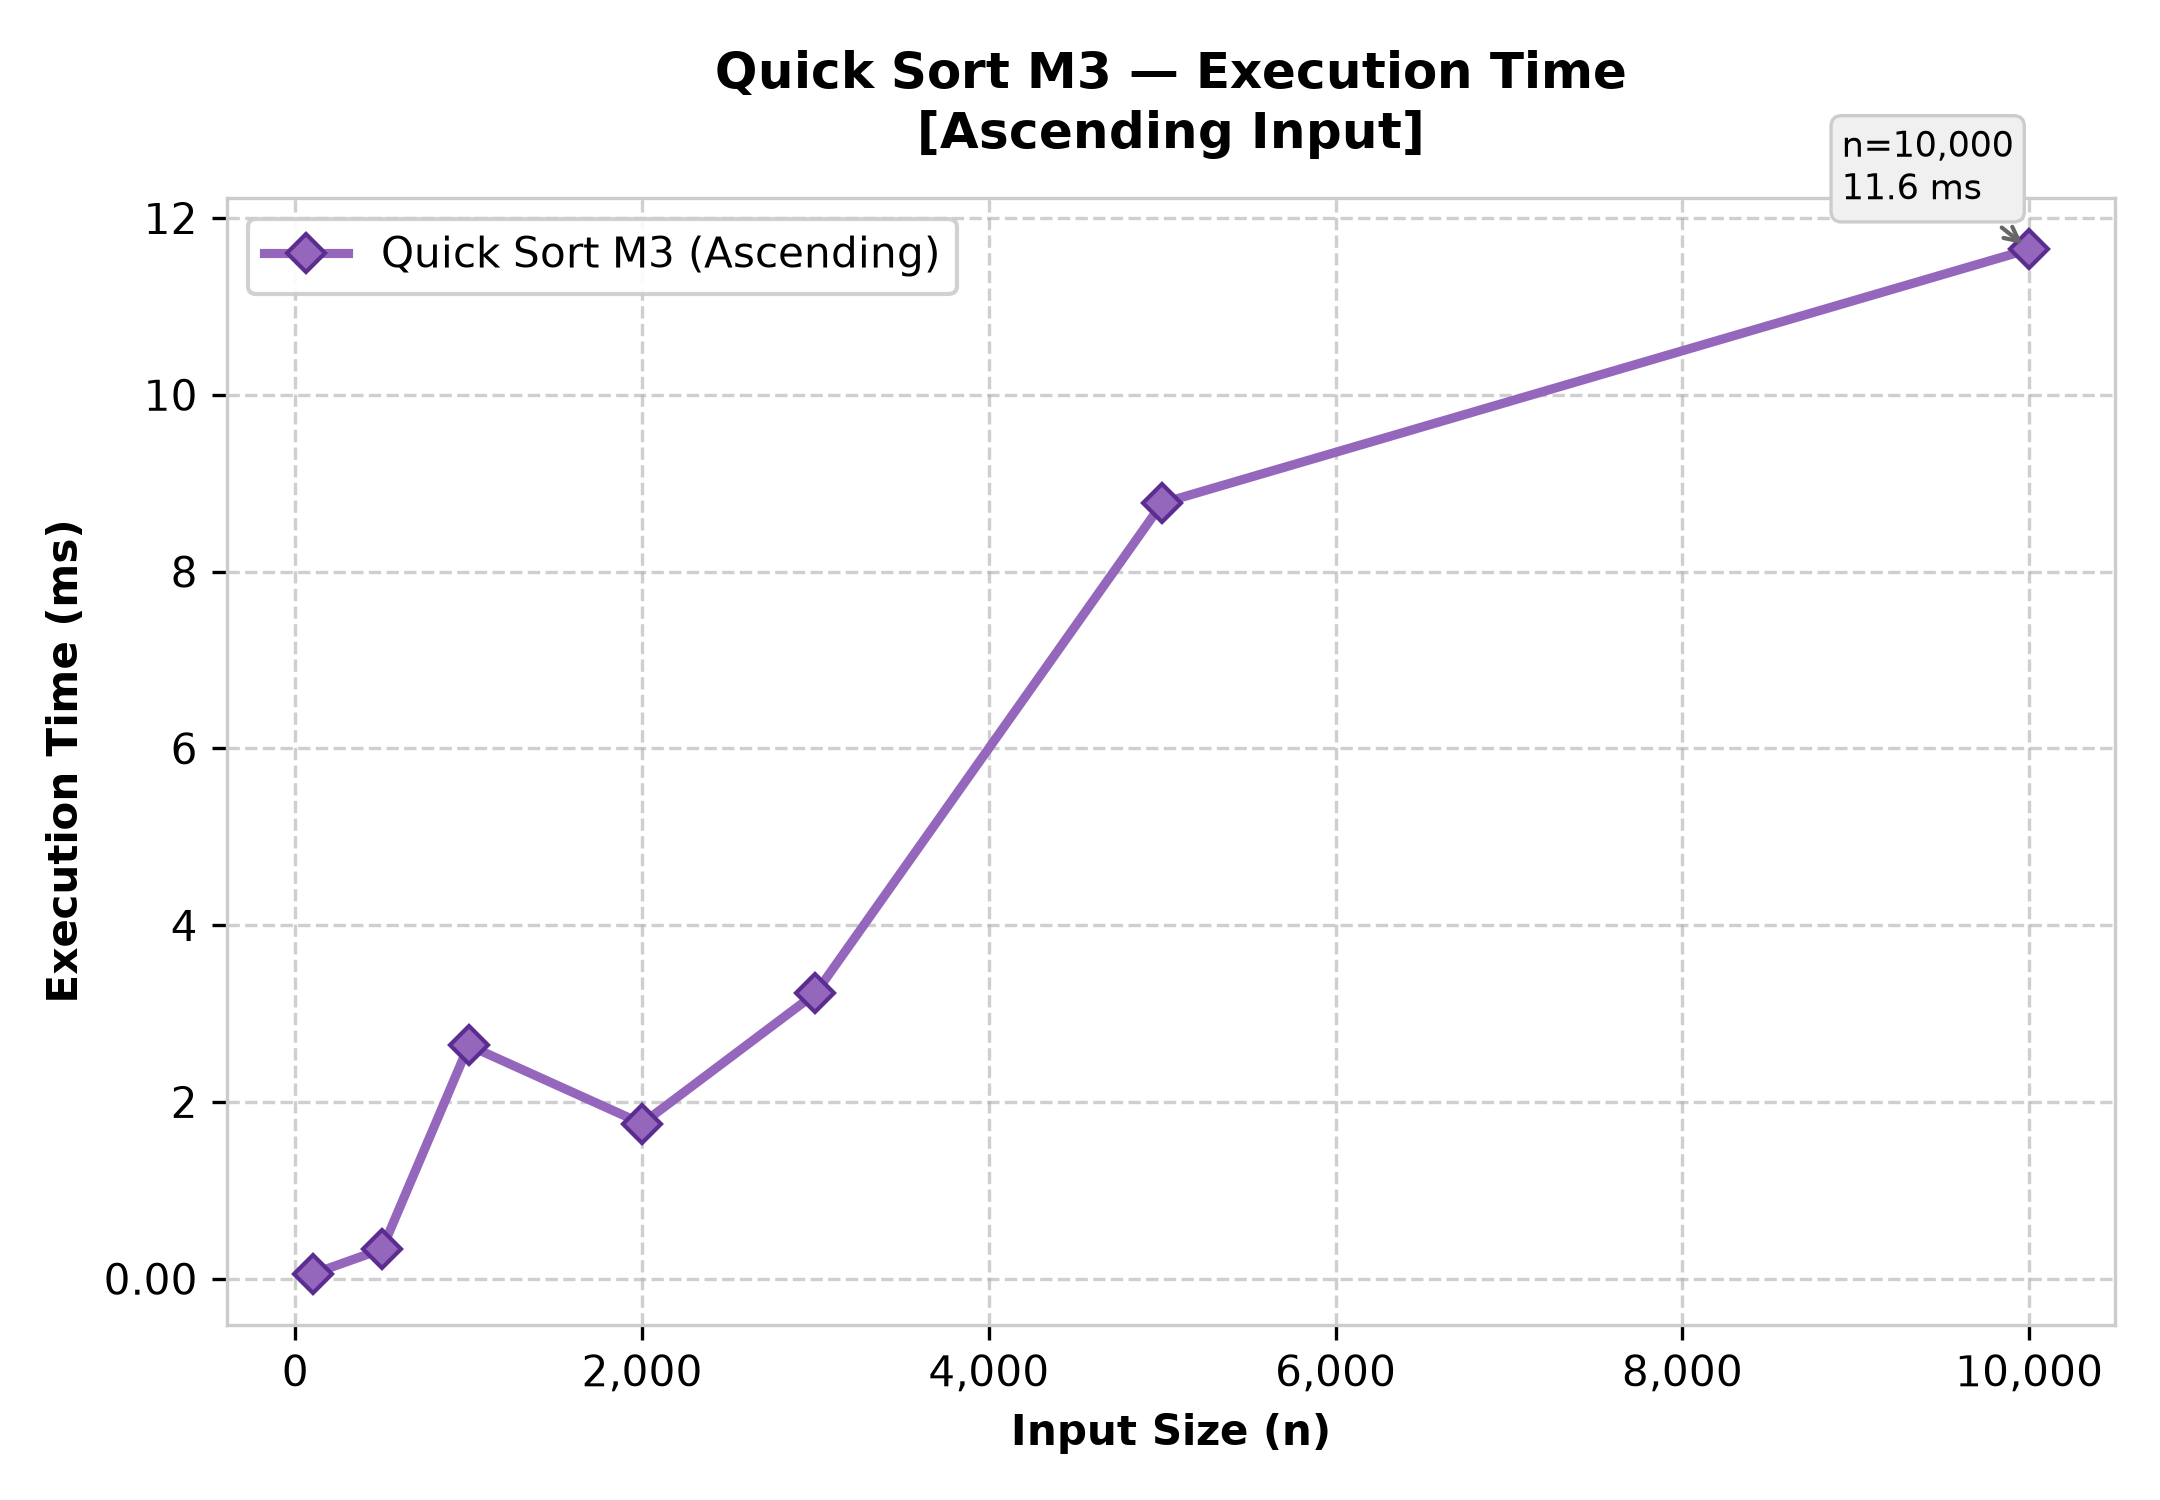 Quick Sort M3 — Execution Time
[Ascending Input]
n=10,000
11.6 ms
Quick Sort M3 (Ascending)
Execution Time (ms)
12
10
8
6
4
2
0.00
0
2,000
4,000
6,000
8,000
10,000
Input Size (n)